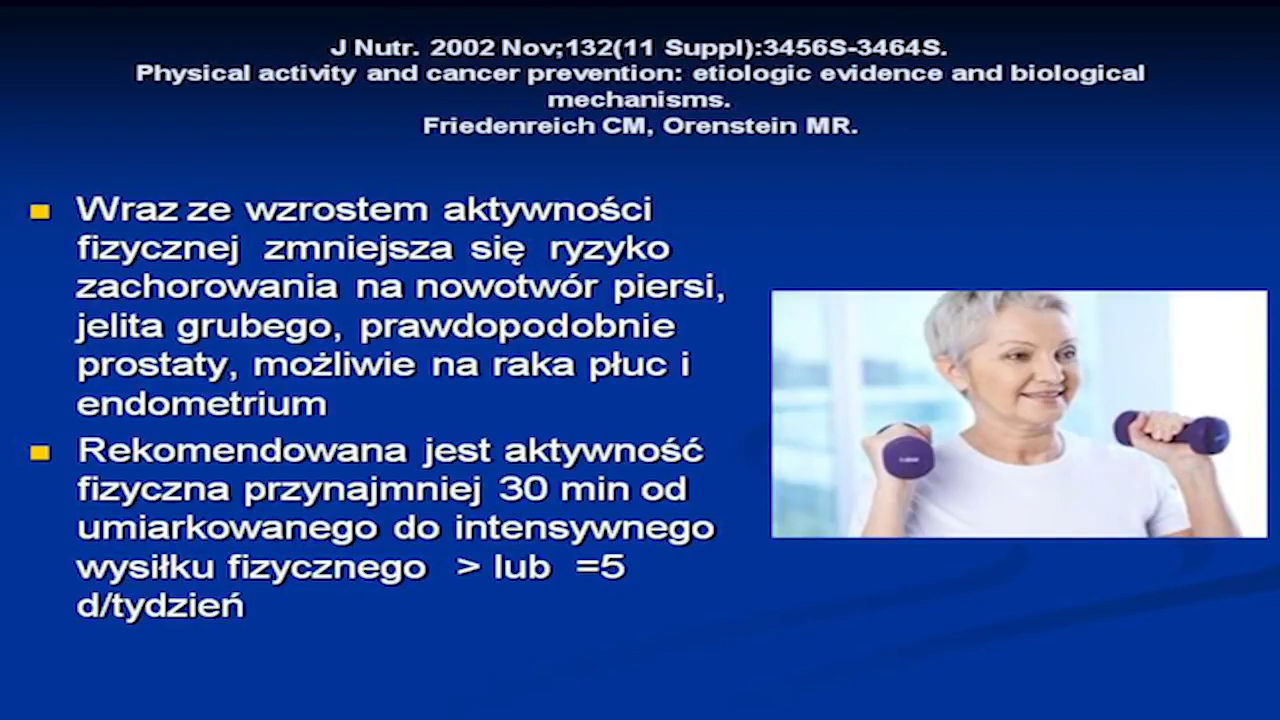 J Nutr. 2002 Nov;132(11 Suppl):3456S-3464S.
Physical activity and cancer prevention: etiologic evidence and biological
mechanisms.
Friedenreich CM, Orenstein MR.
Wraz ze wzrostem aktywności
fizycznej zmniejsza się ryzyko
zachorowania na nowotwór piersi,
jelita grubego, prawdopodobnie
prostaty, możliwie na raka płuc i
endometrium
Rekomendowana jest aktywność
fizyczna przynajmniej 30 min od
umiarkowanego do intensywnego
wysiłku fizycznego > lub =5
d/tydzień